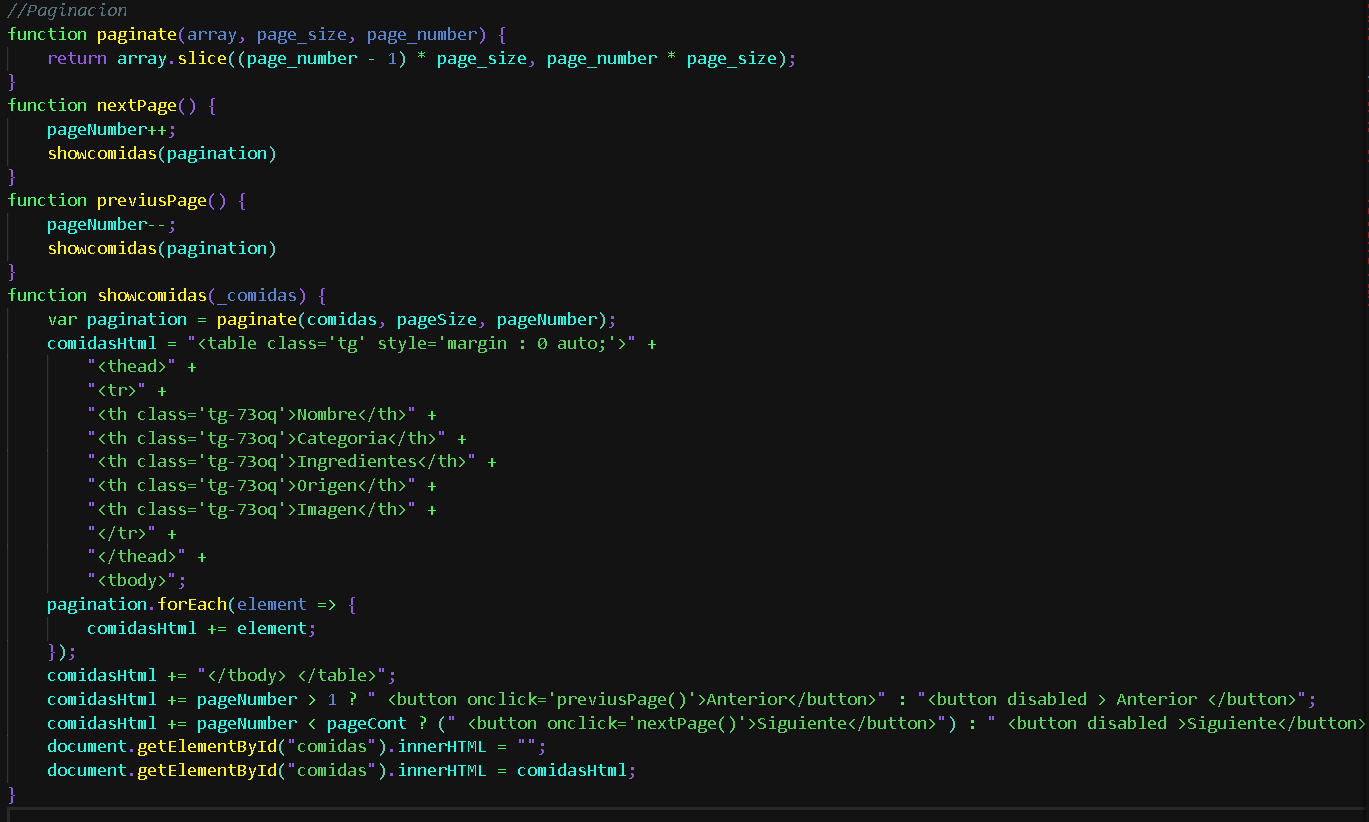 //Paginacion
function paginate(array, page_size, page_number) {
    return array.slice((page_number - 1) * page_size, page_number * page_size);
}
function nextPage() {
    pageNumber++;
    showcomidas(pagination)
}
function previusPage() {
    pageNumber--;
    showcomidas(pagination)
}
function showcomidas(_comidas) {
    var pagination = paginate(comidas, pageSize, pageNumber);
    comidasHtml = "<table class='tg' style='margin : 0 auto;'>" +
        "<thead>" +
        "<tr>" +
        "<th class='tg-73oq'>Nombre</th>" +
        "<th class='tg-73oq'>Categoria</th>" +
        "<th class='tg-73oq'>Ingredientes</th>" +
        "<th class='tg-73oq'>Origen</th>" +
        "<th class='tg-73oq'>Imagen</th>" +
        "</tr>" +
        "</thead>" +
        "<tbody>";
    pagination.forEach(element => {
        comidasHtml += element;
    });
    comidasHtml += "</tbody> </table>";
    comidasHtml += pageNumber > 1 ? " <button onclick='previusPage()'>Anterior</button>" : "<button disabled > Anterior </button>";
    comidasHtml += pageNumber < pageCont ? (" <button onclick='nextPage()'>Siguiente</button>") : " <button disabled >Siguiente</button>
    document.getElementById("comidas").innerHTML = "";
    document.getElementById("comidas").innerHTML = comidasHtml;
}